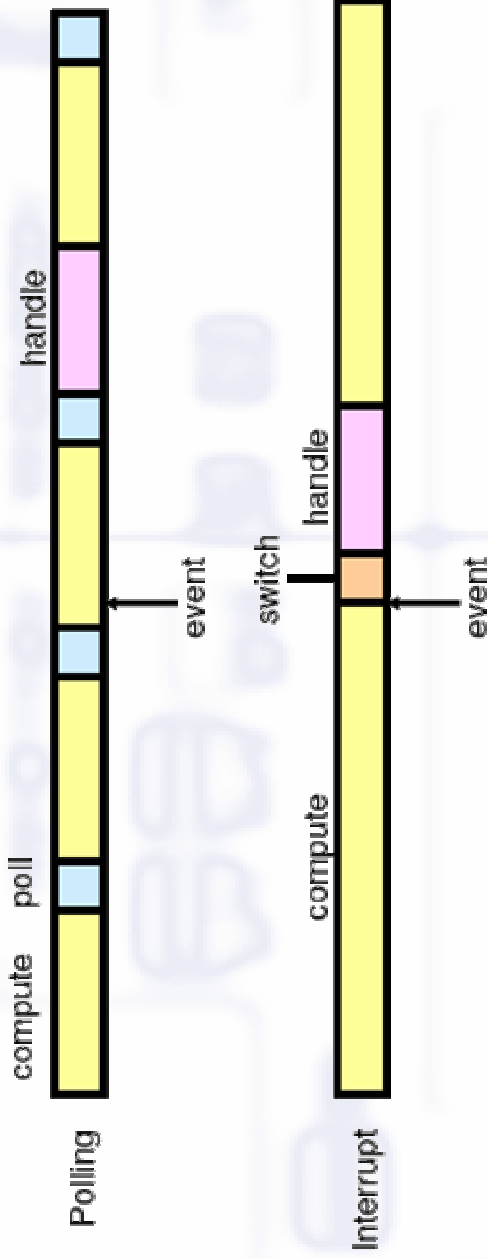 compute poll handle
Polling
event
switch
compute handle
Interrupt
event